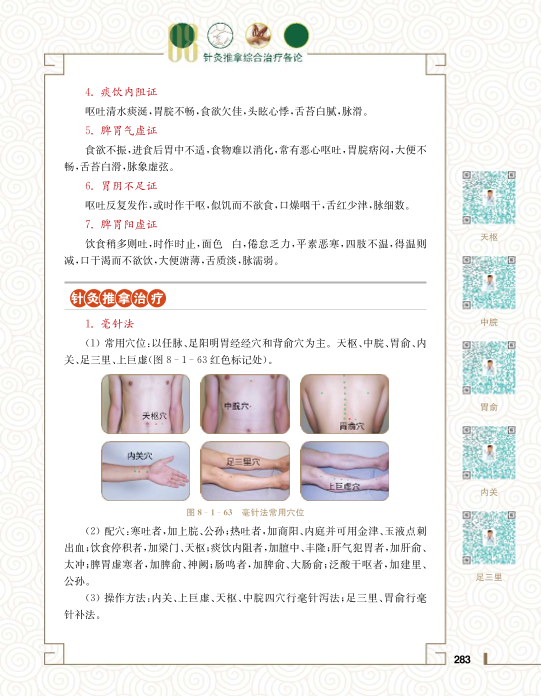 08
针灸推拿综合治疗各论
4. 痰饮内阻证
呕吐清水痰涎,胃脘不畅,食欲欠佳,头眩心悸,舌苔白腻,脉滑。
5. 脾胃气虚证
食欲不振,进食后胃中不适,食物难以消化,常有恶心呕吐,胃脘痞闷,大便不
畅,舌苔白滑,脉象虚弦。
6. 胃阴不足证
呕吐反复发作,或时作干呕,似饥而不欲食,口燥咽干,舌红少津,脉细数。
7. 脾胃阳虚证
饮食稍多则吐,时作时止,面色 白,倦怠乏力,平素恶寒,四肢不温,得温则
减,口干渴而不欲饮,大便溏薄,舌质淡,脉濡弱。
针灸推拿治疗
1. 毫针法
(1) 常用穴位:以任脉、足阳明胃经经穴和背俞穴为主。天枢、中脘、胃俞、内
关、足三里、上巨虚(图 8-1-63 红色标记处)。
天枢穴
中脘穴
胃俞穴
内关穴
足三里穴
上巨虚穴
图 8-1-63 毫针法常用穴位
(2) 配穴:寒吐者,加上脘、公孙;热吐者,加商阳、内庭并可用金津、玉液点刺
出血;饮食停积者,加梁门、天枢;痰饮内阻者,加膻中、丰隆;肝气犯胃者,加肝俞、
太冲;脾胃虚寒者,加脾俞、神阙;肠鸣者,加脾俞、大肠俞;泛酸干呕者,加建里、
公孙。
(3) 操作方法:内关、上巨虚、天枢、中脘四穴行毫针泻法;足三里、胃俞行毫
针补法。
天枢
中脘
胃俞
内关
足三里
283